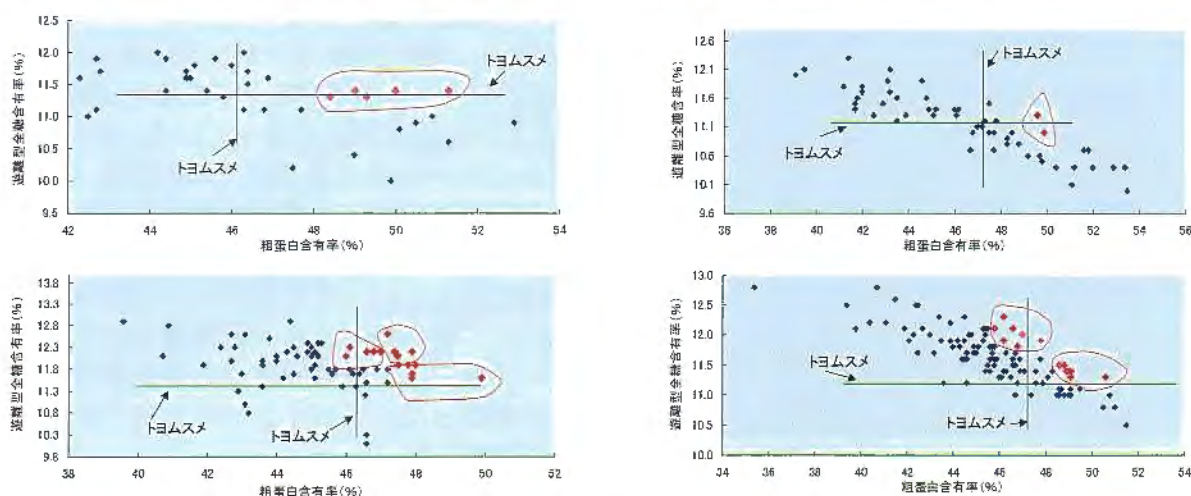 遊離型全糖含有率(%)
12.5
12.0
11.5
11.0
10.5
10.0
9.5
トヨムスメ
トヨムスメ
42 44 46 48 50 52 54
粗蛋白含有率(%)
遊離型全糖含有率(%)
12.6
12.1
11.6
11.1
10.6
10.1
9.6
トヨムスメ
トヨムスメ
36 38 40 42 44 46 48 50 52 54 56
粗蛋白含有率(%)
遊離型全糖含有率(%)
13.8
13.3
12.8
12.3
11.8
11.3
10.8
10.3
9.8
トヨムスメ
トヨムスメ
38 40 42 44 46 48 50 52
粗蛋白含有率(%)
遊離型全糖含有率(%)
13.0
12.5
12.0
11.5
11.0
10.5
10.0
トヨムスメ
トヨムスメ
34 36 38 40 42 44 46 48 50 52 54
粗蛋白含有率(%)